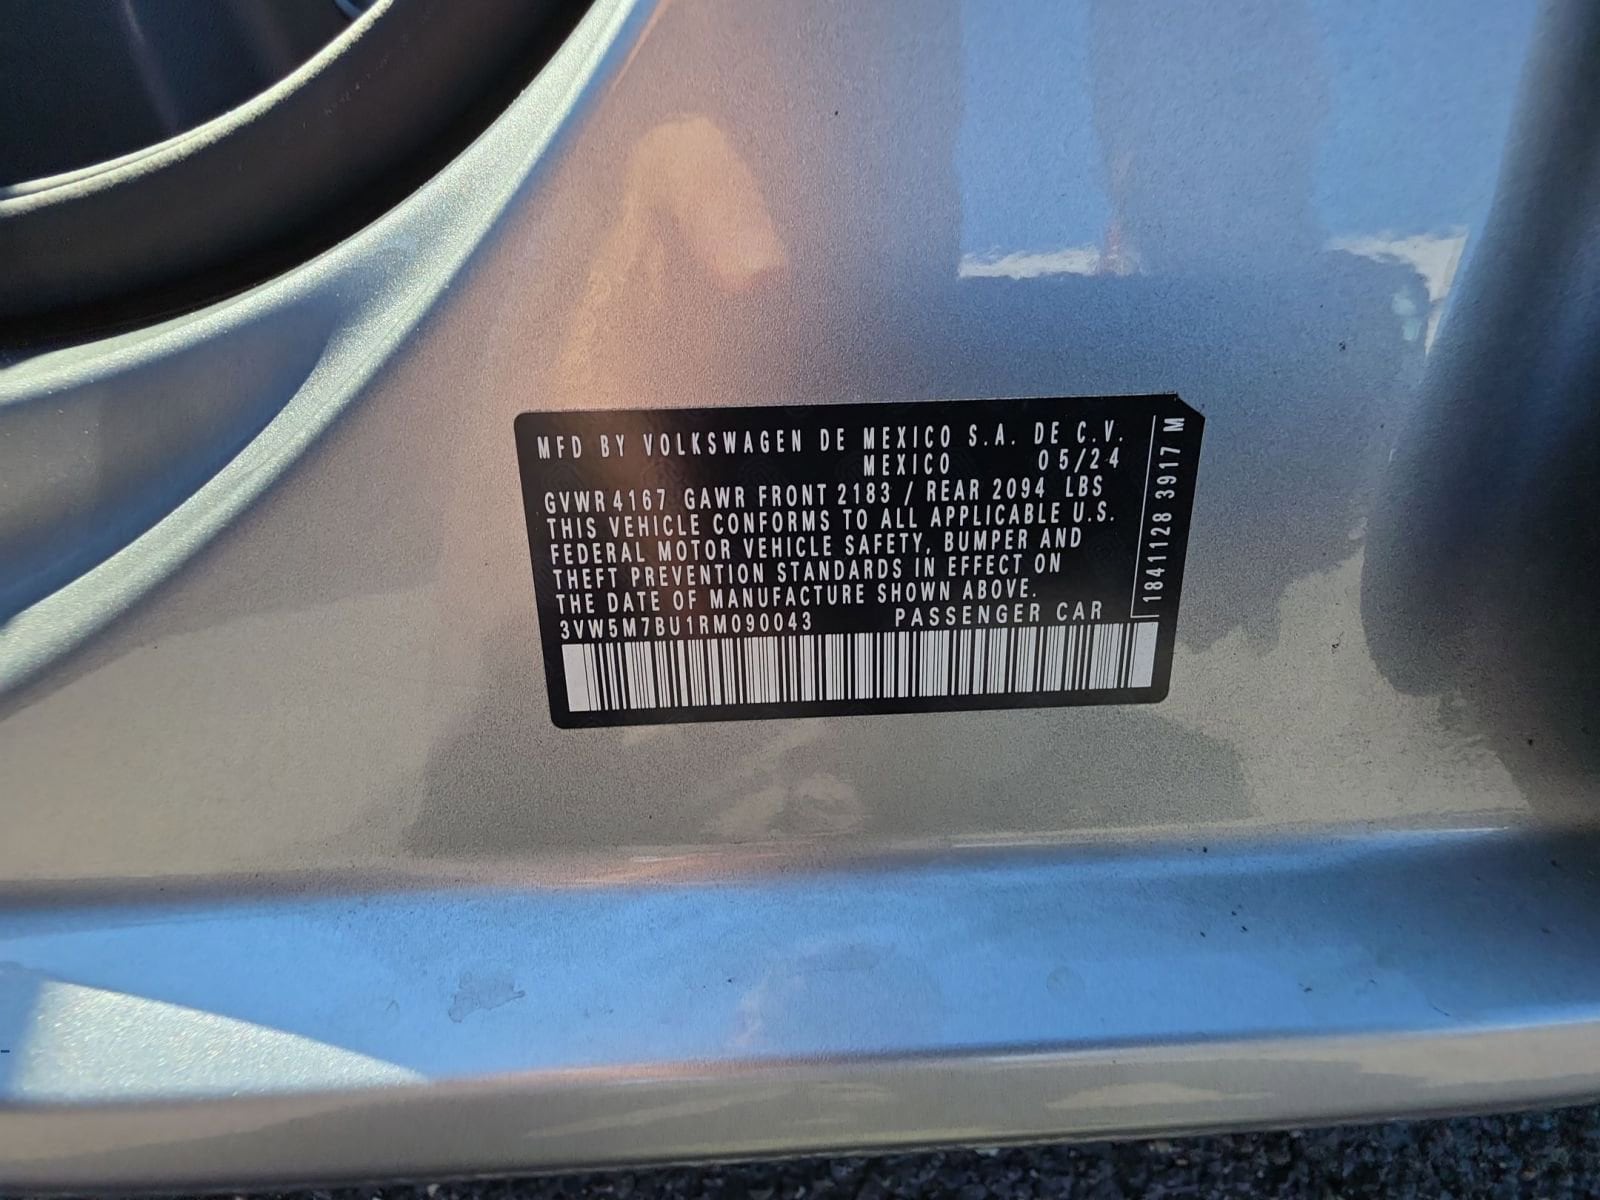 MFD BY VOLKSWAGEN DE MEXICO S.A. DE C.V.
MEXICO 05/24
GVWR 4167 GAWR FRONT 2183 / REAR 2094 LBS
THIS VEHICLE CONFORMS TO ALL APPLICABLE U.S.
FEDERAL MOTOR VEHICLE SAFETY, BUMPER AND
THEFT PREVENTION STANDARDS IN EFFECT ON
THE DATE OF MANUFACTURE SHOWN ABOVE.
3VW5M7BU1RM090043 PASSENGER CAR
1841128 3917 M